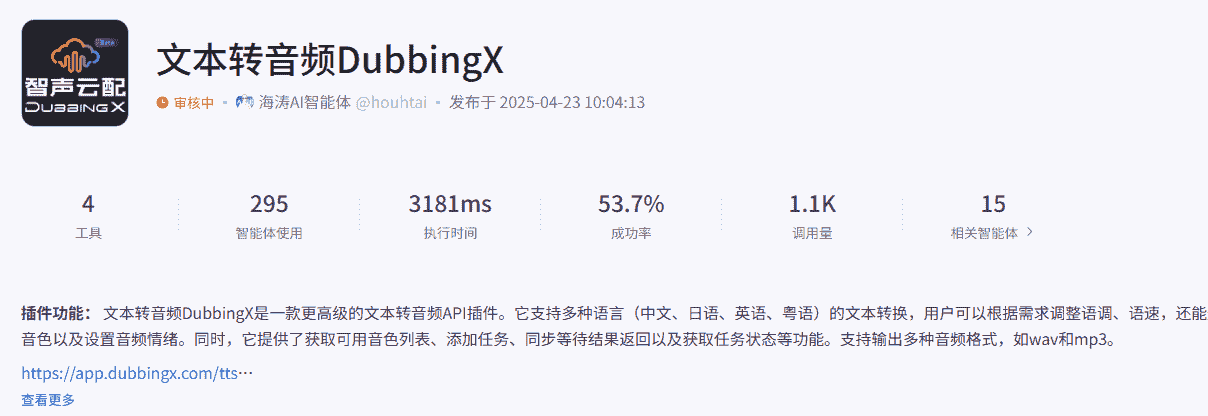 智声云配
DUBBINGX
文本转音频DubbingX
审核中 • 海涛AI智能体 @houhtai • 发布于 2025-04-23 10:04:13
4 295 3181ms 53.7% 1.1K 15
工具 智能体使用 执行时间 成功率 调用量 相关智能体 >
插件功能： 文本转音频DubbingX是一款更高级的文本转音频API插件。它支持多种语言（中文、日语、英语、粤语）的文本转换，用户可以根据需求调整语调、语速，还能
音色以及设置音频情绪。同时，它提供了获取可用音色列表、添加任务、同步等待结果返回以及获取任务状态等功能。支持输出多种音频格式，如wav和mp3。
https://app.dubbingx.com/tts…
查看更多